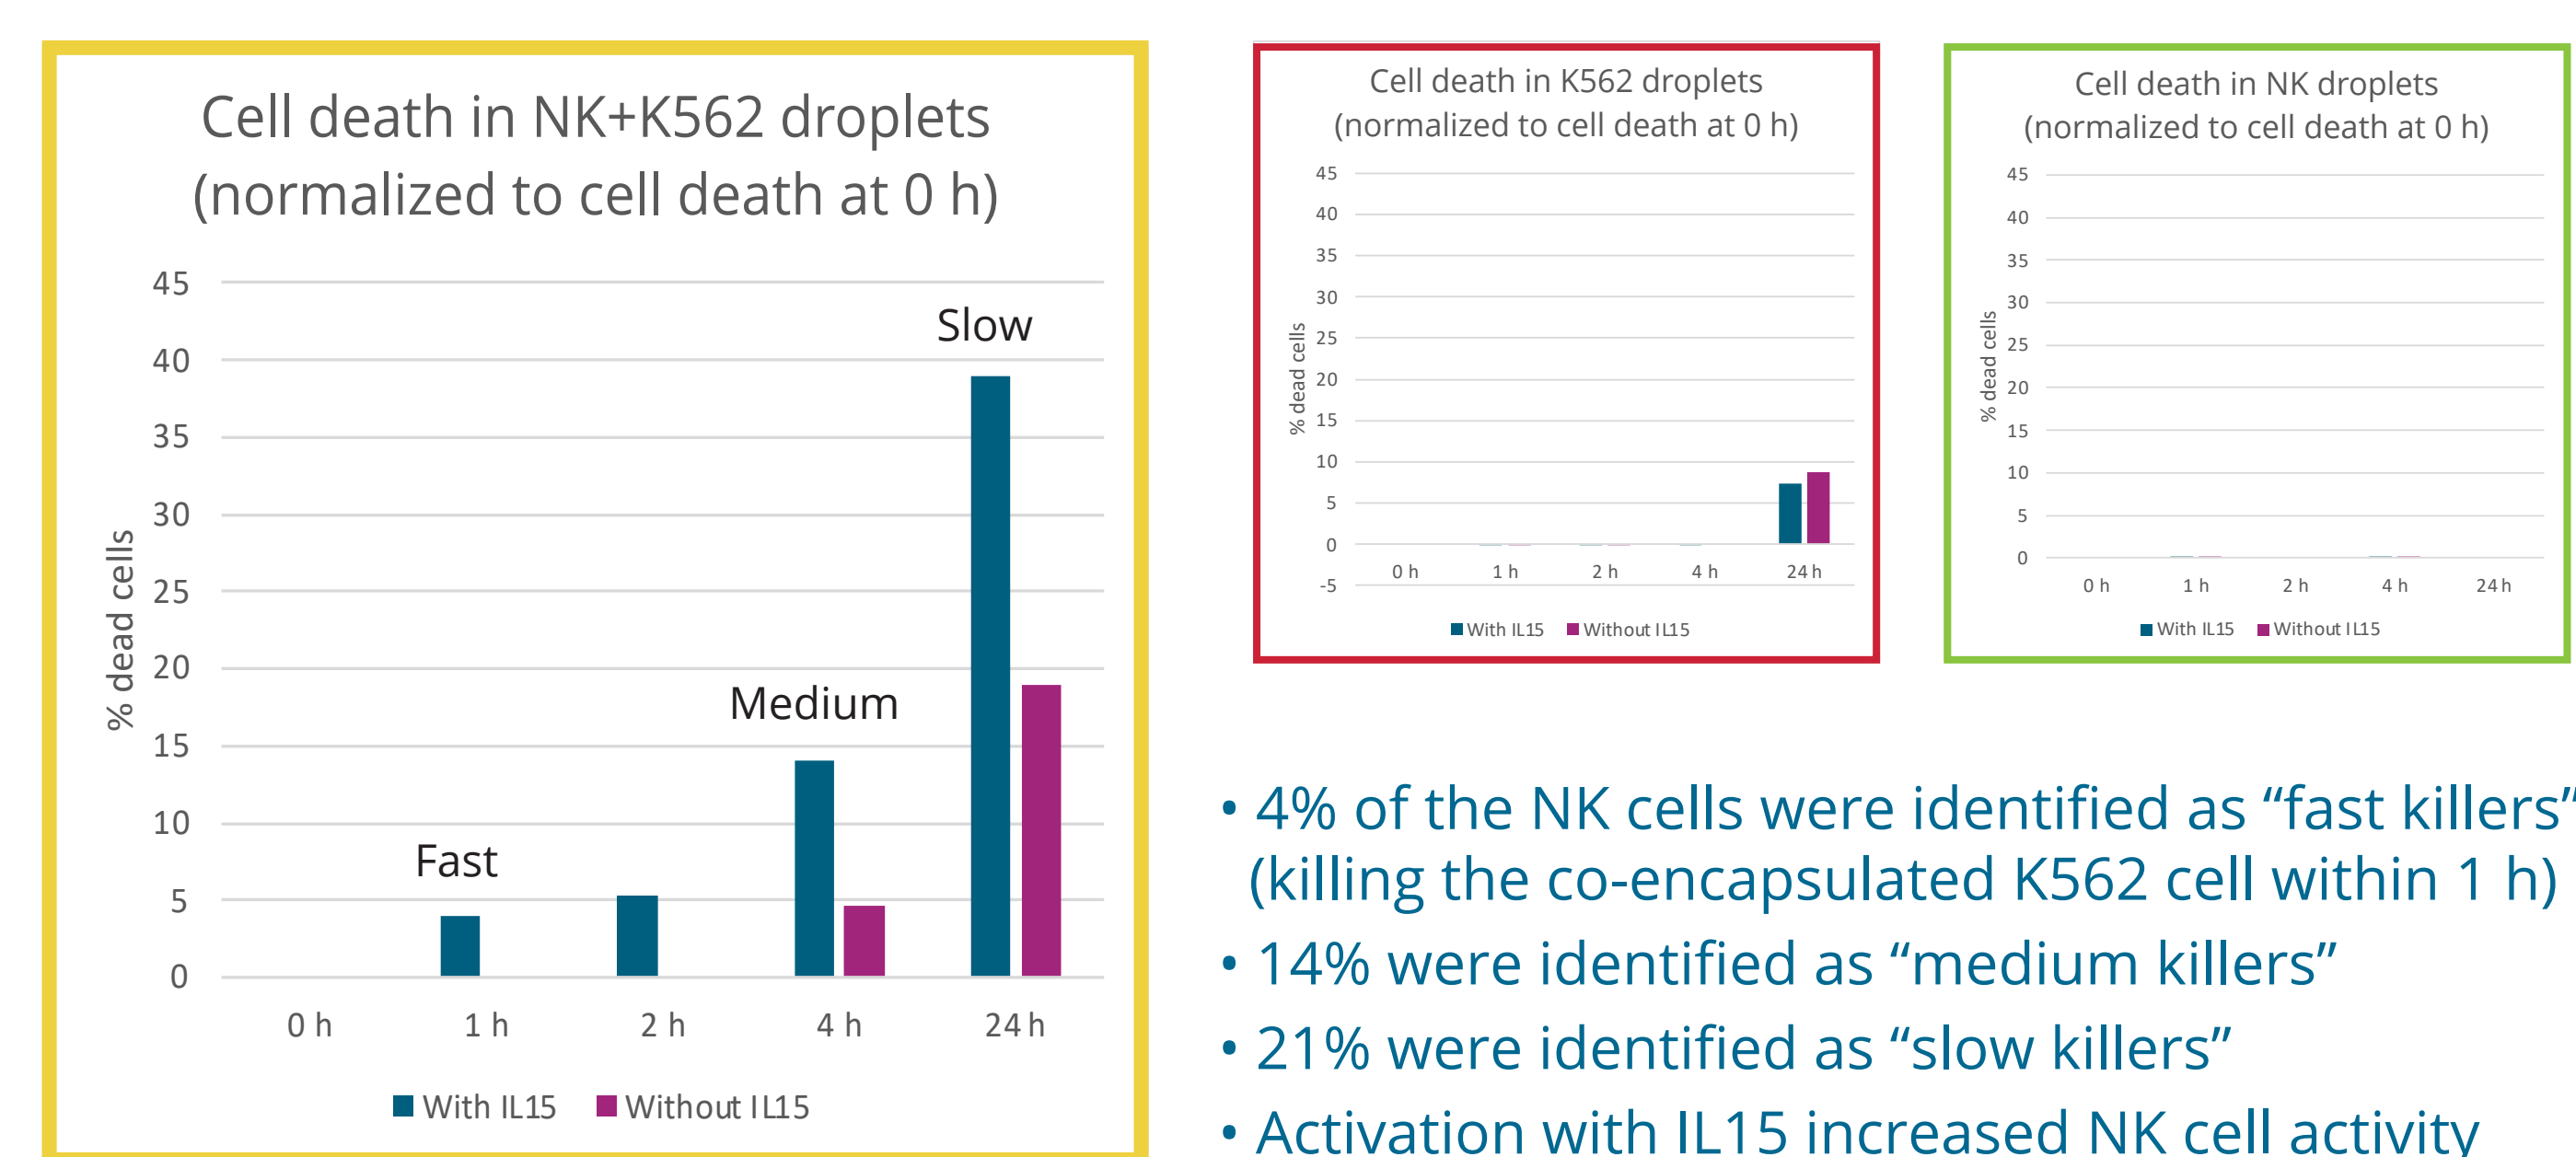 Cell death in NK+K562 droplets
(normalized to cell death at 0 h)
45
40
35
30
25
20
15
10
5
0
% dead cells
Fast
Medium
Slow
0 h
1 h
2 h
4 h
24 h
With IL15
Without IL15
Cell death in K562 droplets
(normalized to cell death at 0 h)
45
40
35
30
25
20
15
10
5
0
-5
% dead cells
0 h
1 h
2 h
4 h
24 h
With IL15
Without IL15
Cell death in NK droplets
(normalized to cell death at 0 h)
45
40
35
30
25
20
15
10
5
0
% dead cells
0 h
1 h
2 h
4 h
24 h
With IL15
Without IL15
• 4% of the NK cells were identified as “fast killers”
(killing the co-encapsulated K562 cell within 1 h)
• 14% were identified as “medium killers”
• 21% were identified as “slow killers”
• Activation with IL15 increased NK cell activity